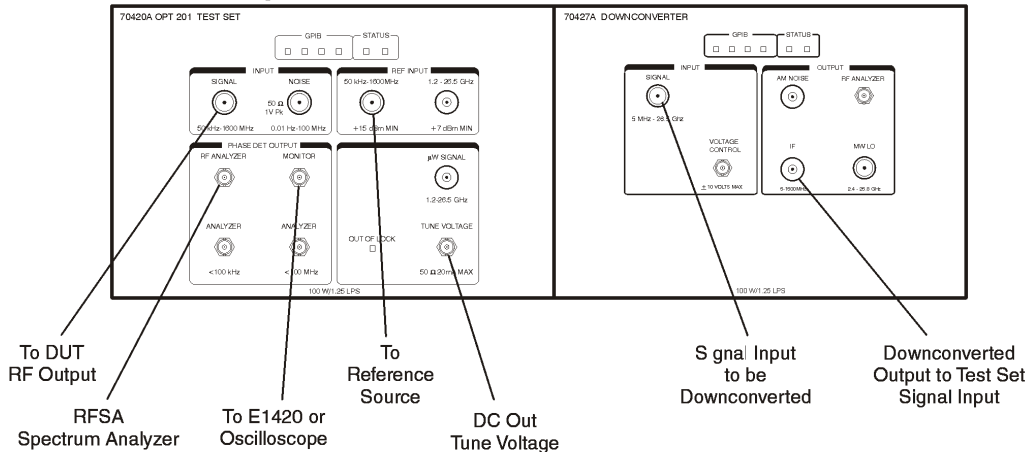 70420A OPT 201 TEST SET
GPIB
STATUS
INPUT
SIGNAL
NOISE
50 Ω
1V Pk
50 kHz-1600 MHz
0.01 Hz-100 MHz
REF INPUT
50 kHz-1600MHz
1.2 - 26.5 GHz
+15 dBm MIN
+7 dBm MIN
PHASE DET OUTPUT
RF ANALYZER
MONITOR
ANALYZER
ANALYZER
<100 kHz
<100 MHz
µW SIGNAL
1.2-26.5 GHz
OUT OF LOCK
TUNE VOLTAGE
50 Ω 20mA MAX
100 W/1.25 LPS
70427A DOWNCONVERTER
GPIB
STATUS
INPUT
SIGNAL
5 MHz - 26.5 GHz
VOLTAGE
CONTROL
± 10 VOLTS MAX
OUTPUT
AM NOISE
RF ANALYZER
IF
MW LO
5-1600MHz
2.4 - 25.8 GHz
100 W/1.25 LPS
To DUT
RF Output
RFSA
Spectrum Analyzer
To E1420 or
Oscilloscope
To
Reference
Source
DC Out
Tune Voltage
S gnal Input
to be
Downconverted
Downconverted
Output to Test Set
Signal Input